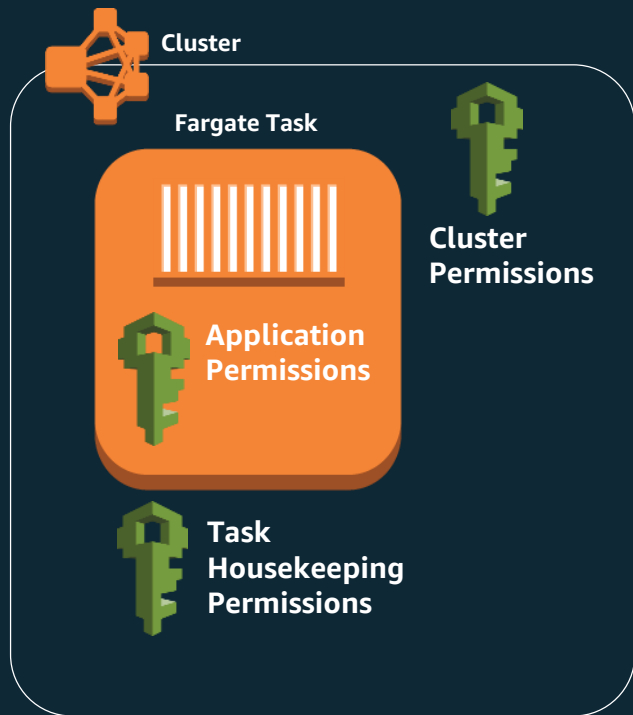 Cluster
Fargate Task
Cluster
Permissions
Application
Permissions
Task
Housekeeping
Permissions